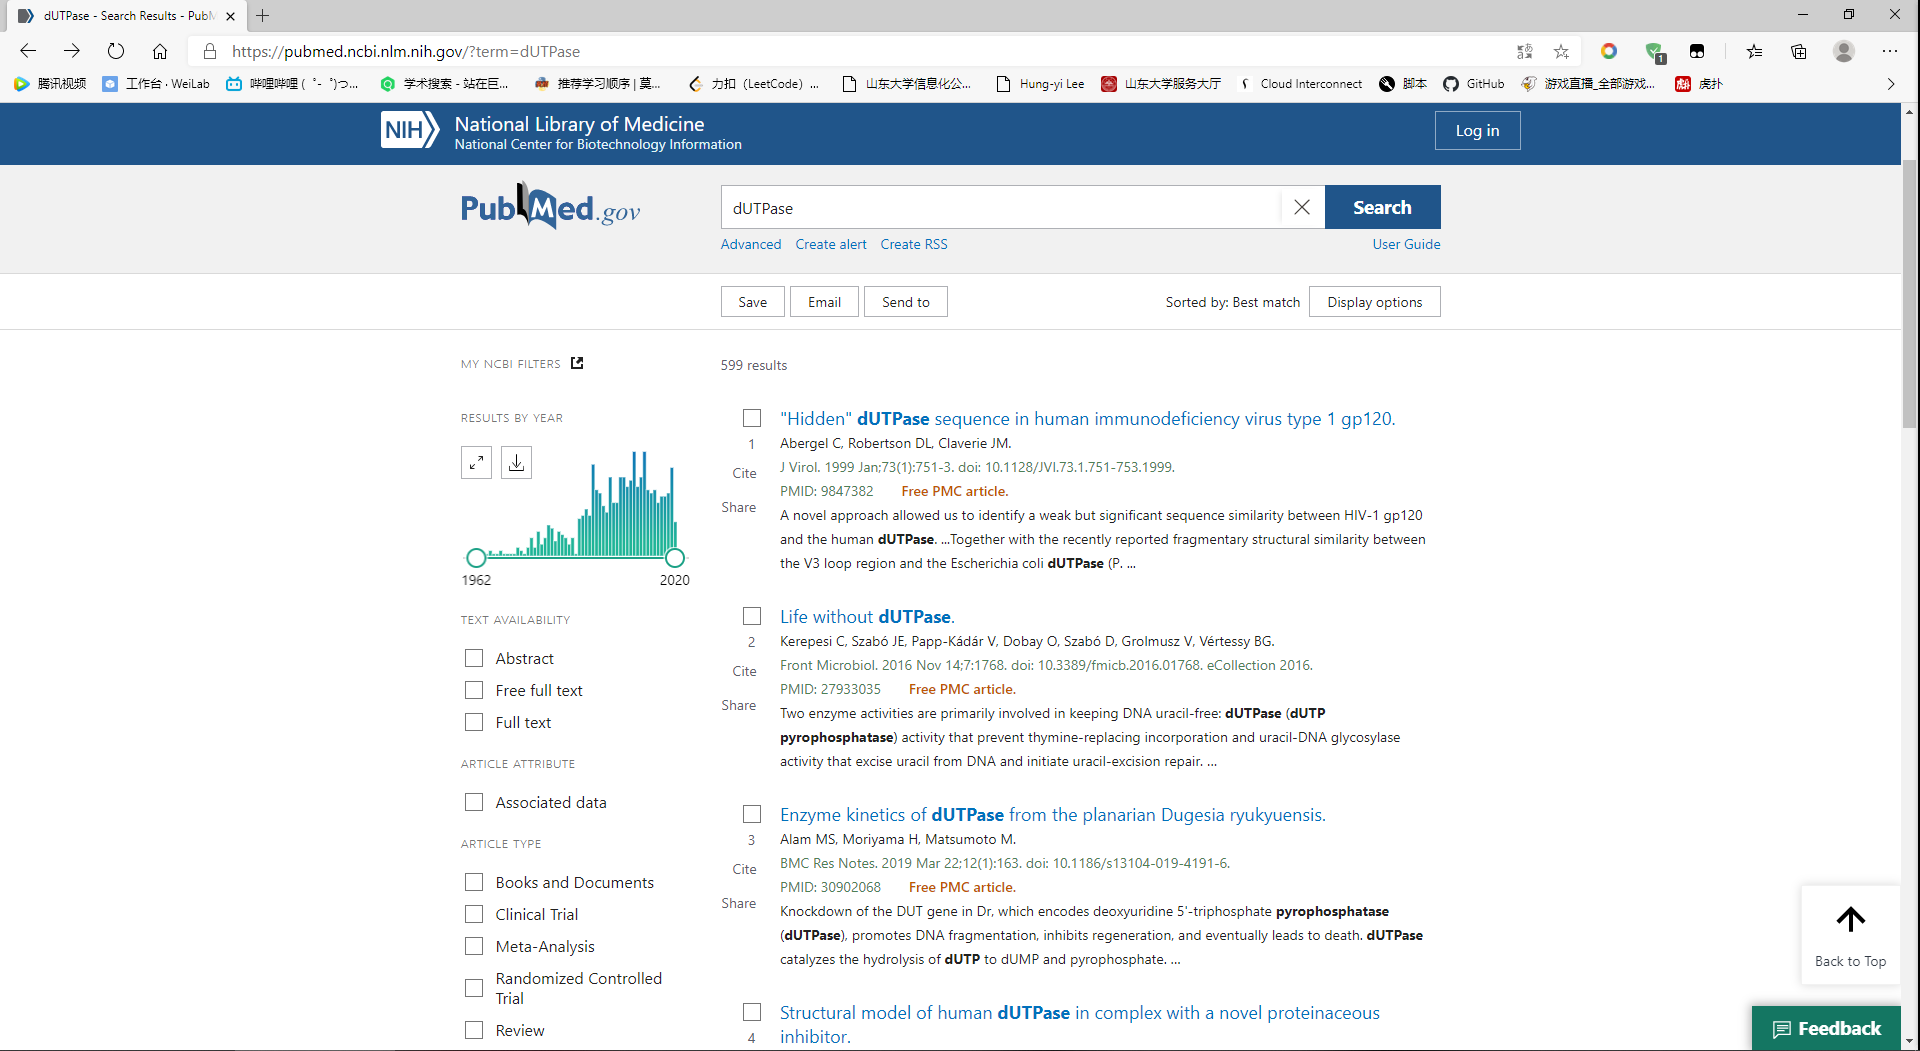 dUTPase - Search Results - PubM
https://pubmed.ncbi.nlm.nih.gov/?term=dUTPase
1
腾讯视频 工作台 · WeiLab 哔哩哔哩 (゜-゜)つ... 学术搜索 - 站在巨... 推荐学习顺序 | 莫... 力扣（LeetCode）... 山东大学信息化公... Hung-yi Lee 山东大学服务大厅 Cloud Interconnect 脚本 GitHub 游戏直播_全部游戏... 虎扑
NIH National Library of Medicine
National Center for Biotechnology Information
Log in
PubMed.gov
dUTPase
Search
Advanced Create alert Create RSS User Guide
Save Email Send to Sorted by: Best match Display options
MY NCBI FILTERS
599 results
RESULTS BY YEAR
1962 2020
TEXT AVAILABILITY
Abstract
Free full text
Full text
ARTICLE ATTRIBUTE
Associated data
ARTICLE TYPE
Books and Documents
Clinical Trial
Meta-Analysis
Randomized Controlled
Trial
Review
"Hidden" dUTPase sequence in human immunodeficiency virus type 1 gp120.
1
Cite
Share
Abergel C, Robertson DL, Claverie JM.
J Virol. 1999 Jan;73(1):751-3. doi: 10.1128/JVI.73.1.751-753.1999.
PMID: 9847382 Free PMC article.
A novel approach allowed us to identify a weak but significant sequence similarity between HIV-1 gp120
and the human dUTPase. ...Together with the recently reported fragmentary structural similarity between
the V3 loop region and the Escherichia coli dUTPase (P. ...
Life without dUTPase.
2
Cite
Share
Kerepesi C, Szabó JE, Papp-Kádár V, Dobay O, Szabó D, Grolmusz V, Vértessy BG.
Front Microbiol. 2016 Nov 14;7:1768. doi: 10.3389/fmicb.2016.01768. eCollection 2016.
PMID: 27933035 Free PMC article.
Two enzyme activities are primarily involved in keeping DNA uracil-free: dUTPase (dUTP
pyrophosphatase) activity that prevent thymine-replacing incorporation and uracil-DNA glycosylase
activity that excise uracil from DNA and initiate uracil-excision repair. ...
Enzyme kinetics of dUTPase from the planarian Dugesia ryukyuensis.
3
Cite
Share
Alam MS, Moriyama H, Matsumoto M.
BMC Res Notes. 2019 Mar 22;12(1):163. doi: 10.1186/s13104-019-4191-6.
PMID: 30902068 Free PMC article.
Knockdown of the DUT gene in Dr, which encodes deoxyuridine 5'-triphosphate pyrophosphatase
(dUTPase), promotes DNA fragmentation, inhibits regeneration, and eventually leads to death. dUTPase
catalyzes the hydrolysis of dUTP to dUMP and pyrophosphate. ...
Structural model of human dUTPase in complex with a novel proteinaceous
inhibitor.
4
Back to Top
Feedback